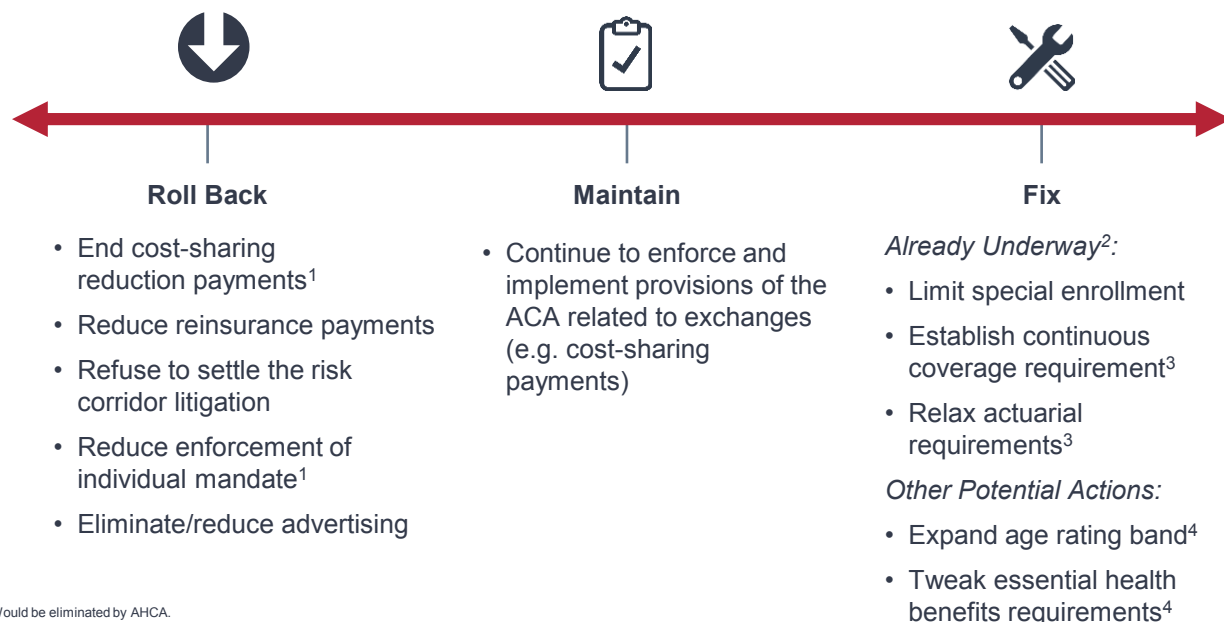 Roll Back
• End cost-sharing
reduction payments¹
• Reduce reinsurance payments
• Refuse to settle the risk
corridor litigation
• Reduce enforcement of
individual mandate¹
• Eliminate/reduce advertising
Maintain
• Continue to enforce and
implement provisions of the
ACA related to exchanges
(e.g. cost-sharing
payments)
Fix
Already Underway²:
• Limit special enrollment
• Establish continuous
coverage requirement³
• Relax actuarial
requirements³
Other Potential Actions:
• Expand age rating band⁴
• Tweak essential health
benefits requirements⁴
Would be eliminated by AHCA.